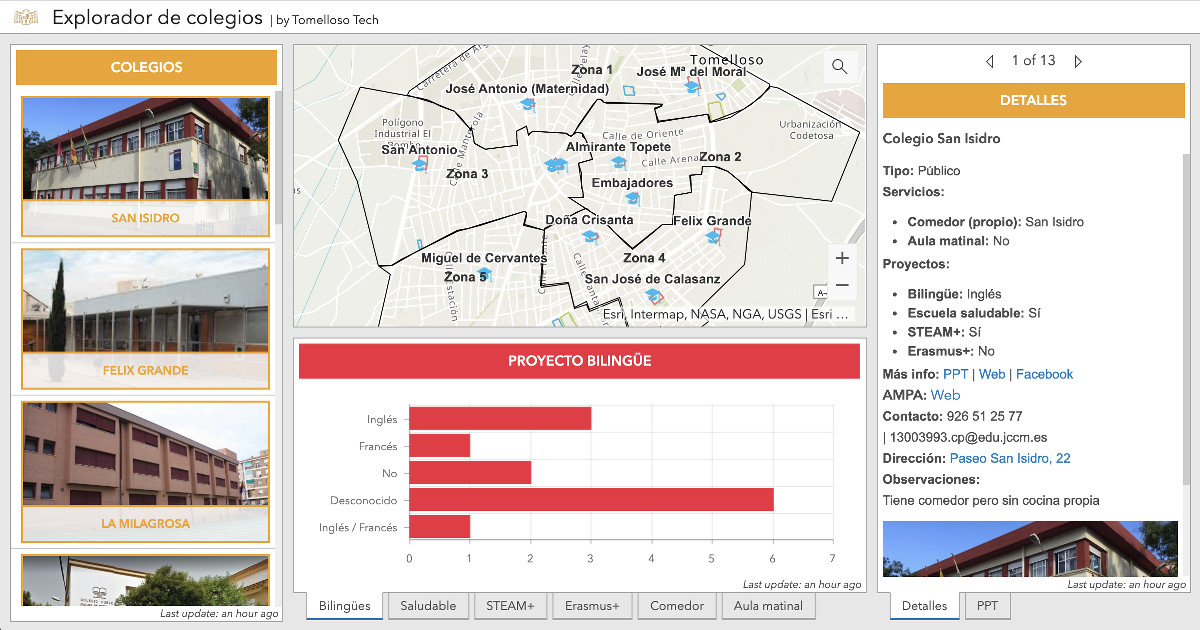 Explorador de colegios | by Tomelloso Tech
COLEGIOS
SAN ISIDRO
FELIX GRANDE
LA MILAGROSA
Last update: an hour ago
Tomelloso
Zona 1
José Mª del Moral
José Antonio (Maternidad)
Carretera de Ar
Polígono
Industrial El
Bombo
Urbanización
Codetosa
Calle de Oriente
San Antonio
Almirante Topete
Calle Arena
Zona 2
Zona 3
Embajadores
Doña Crisanta
Felix Grande
Miguel de Cervantes
Zona 4
Zona 5
San José de Calasanz
+
−
Esri, Intermap, NASA, NGA, USGS | Esri ...
PROYECTO BILINGÜE
Inglés
Francés
No
Desconocido
Inglés / Francés
0 1 2 3 4 5 6 7
Last update: an hour ago
Bilingües Saludable STEAM+ Erasmus+ Comedor Aula matinal
1 of 13
DETALLES
Colegio San Isidro
Tipo: Público
Servicios:
• Comedor (propio): San Isidro
• Aula matinal: No
Proyectos:
• Bilingüe: Inglés
• Escuela saludable: Sí
• STEAM+: Sí
• Erasmus+: No
Más info: PPT | Web | Facebook
AMPA: Web
Contacto: 926 51 25 77
| 13003993.cp@edu.jccm.es
Dirección: Paseo San Isidro, 22
Observaciones:
Tiene comedor pero sin cocina propia
Last update: an hour ago
Detalles PPT